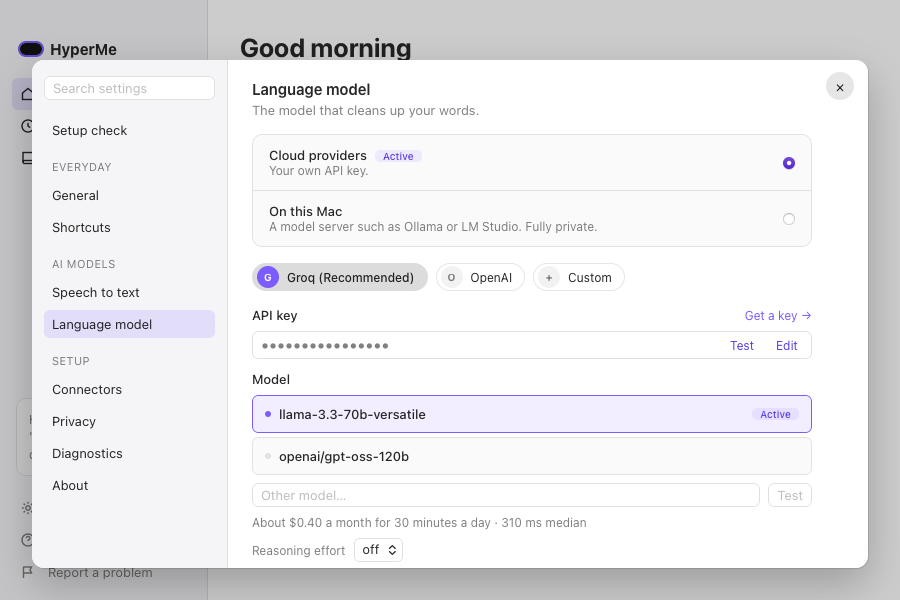 HyperMe
Good morning
Search settings
Setup check
EVERYDAY
General
Shortcuts
AI MODELS
Speech to text
Language model
SETUP
Connectors
Privacy
Diagnostics
About
Report a problem
Language model
×
The model that cleans up your words.
Cloud providers Active
Your own API key.
On this Mac
A model server such as Ollama or LM Studio. Fully private.
G Groq (Recommended) O OpenAI + Custom
API key Get a key →
•••••••••••••••• Test Edit
Model
llama-3.3-70b-versatile Active
openai/gpt-oss-120b
Other model... Test
About $0.40 a month for 30 minutes a day · 310 ms median
Reasoning effort off